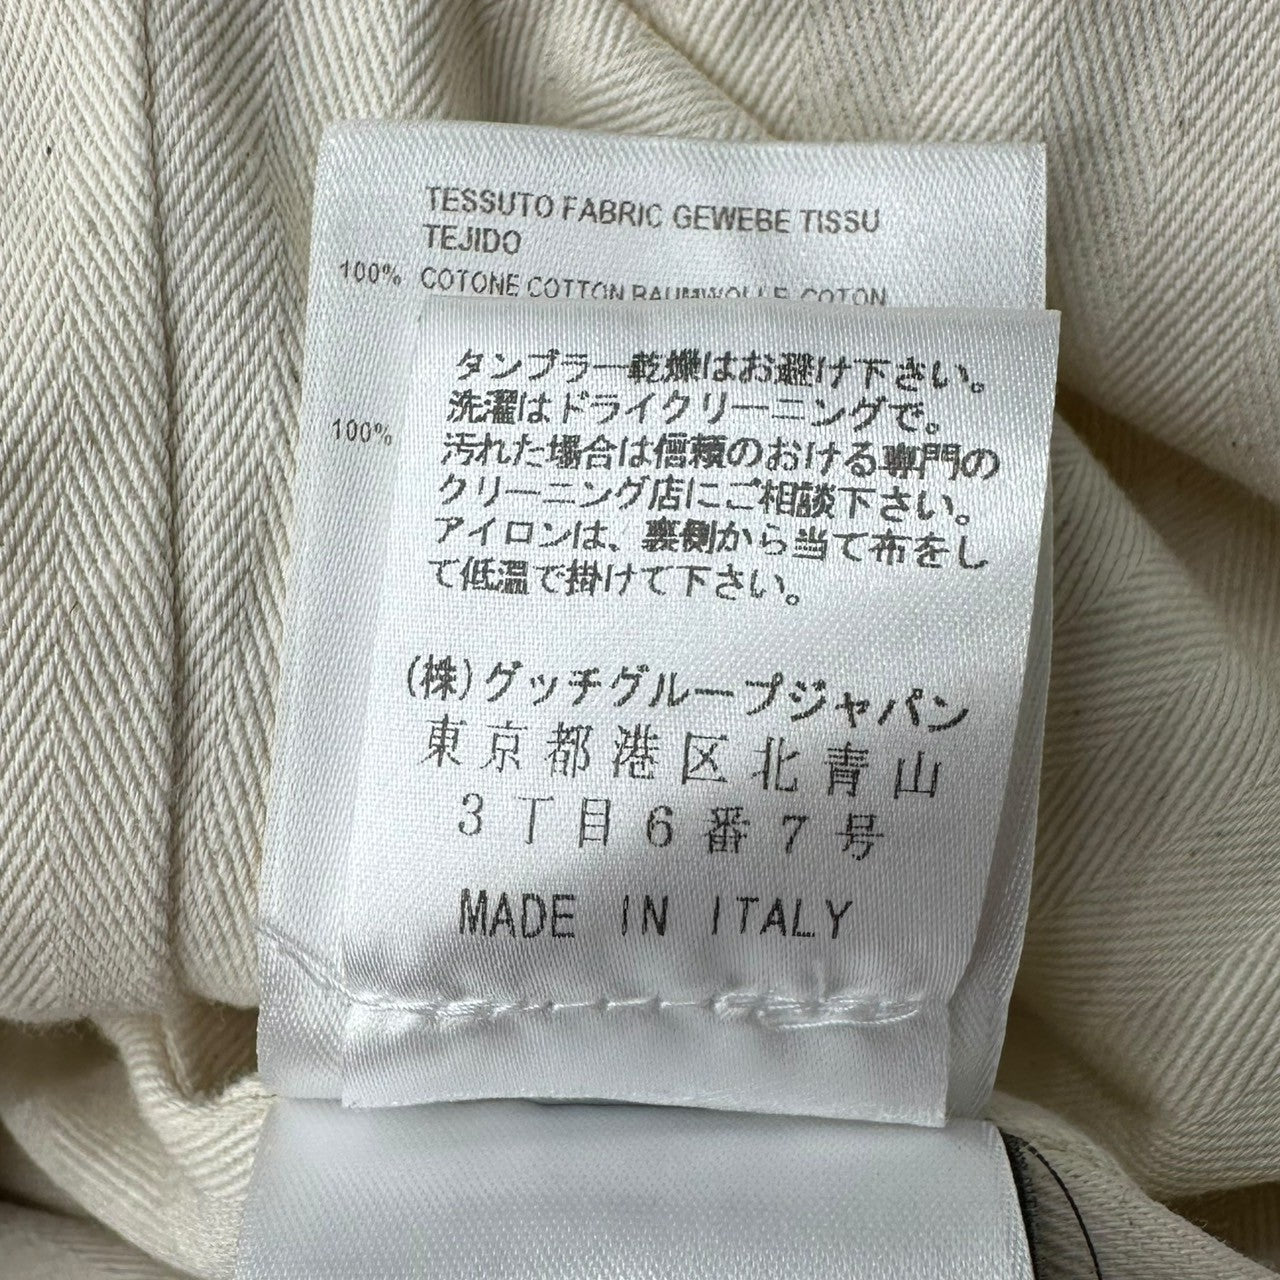 TESSUTO FABRIC GEWEBE TISSU
TEJIDO
100% COTONE COTTON BAUMWOLLE COTON
100%
タンブラー乾燥はお避け下さい。
洗濯はドライクリーニングで。
汚れた場合は信頼のおける専門の
クリーニング店にご相談下さい。
アイロンは、裏側から当て布をし
て低温で掛けて下さい。
(株)グッチグループジャパン
東京都港区北青山
3丁目6番7号
MADE IN ITALY